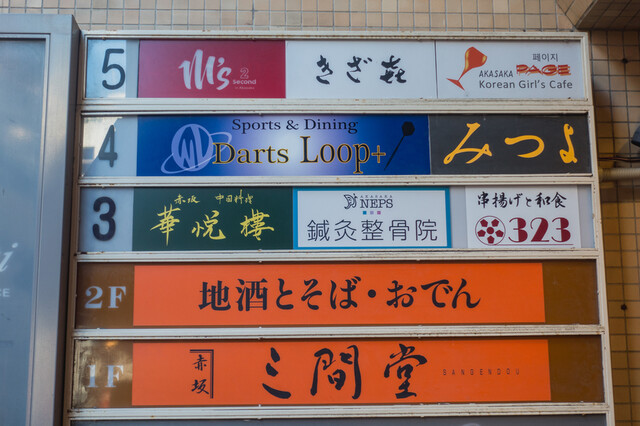 5
M's
2
Second
きざ㐂
페이지
AKASAKA PAGE
Korean Girl's Cafe
4
Sports & Dining
Darts Loop+
みつよ
3
赤坂 中国料理
華悦樓
AKASAKA
NEPS
鍼灸整骨院
串揚げと和食
323
2F
地酒とそば・おでん
1F
赤坂
三間堂
SANGENDOU